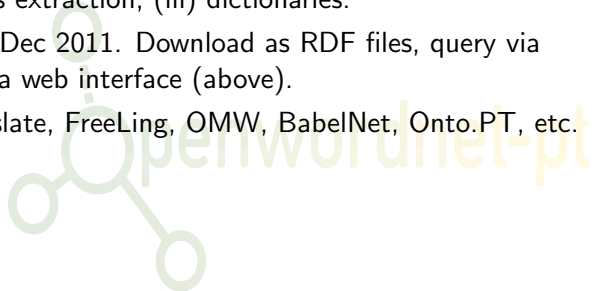 s extraction, (iii) dictionaries.
Dec 2011. Download as RDF files, query via
a web interface (above).
slate, FreeLing, OMW, BabelNet, Onto.PT, etc.
penwordnet-pt